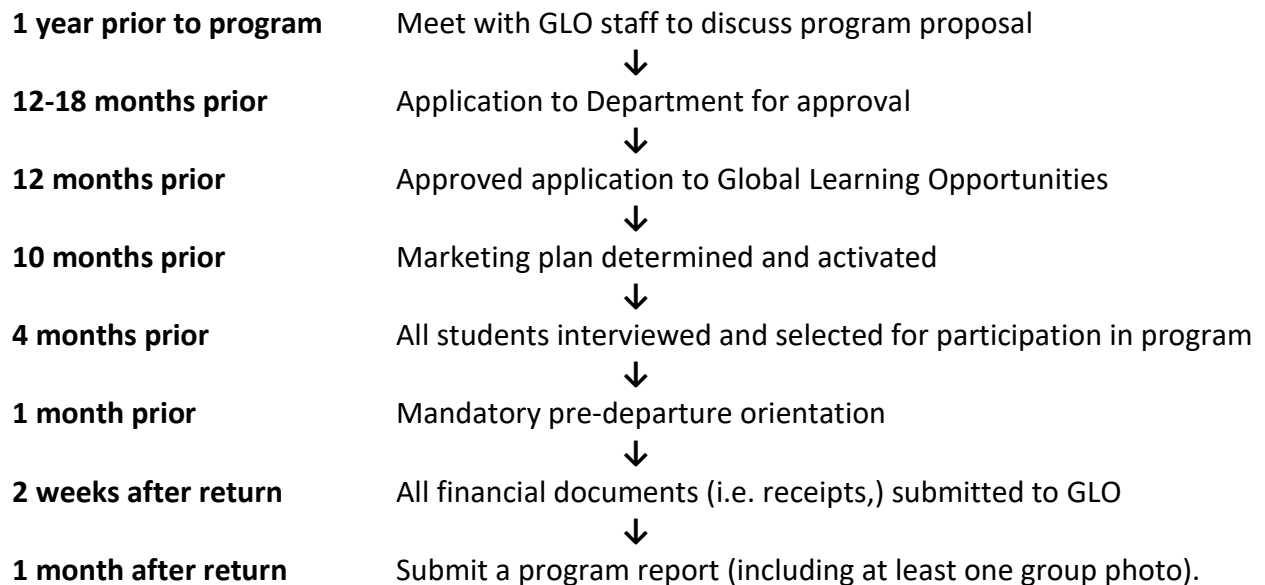 1 year prior to program Meet with GLO staff to discuss program proposal
↓
12-18 months prior Application to Department for approval
↓
12 months prior Approved application to Global Learning Opportunities
↓
10 months prior Marketing plan determined and activated
↓
4 months prior All students interviewed and selected for participation in program
↓
1 month prior Mandatory pre-departure orientation
↓
2 weeks after return All financial documents (i.e. receipts,) submitted to GLO
↓
1 month after return Submit a program report (including at least one group photo).